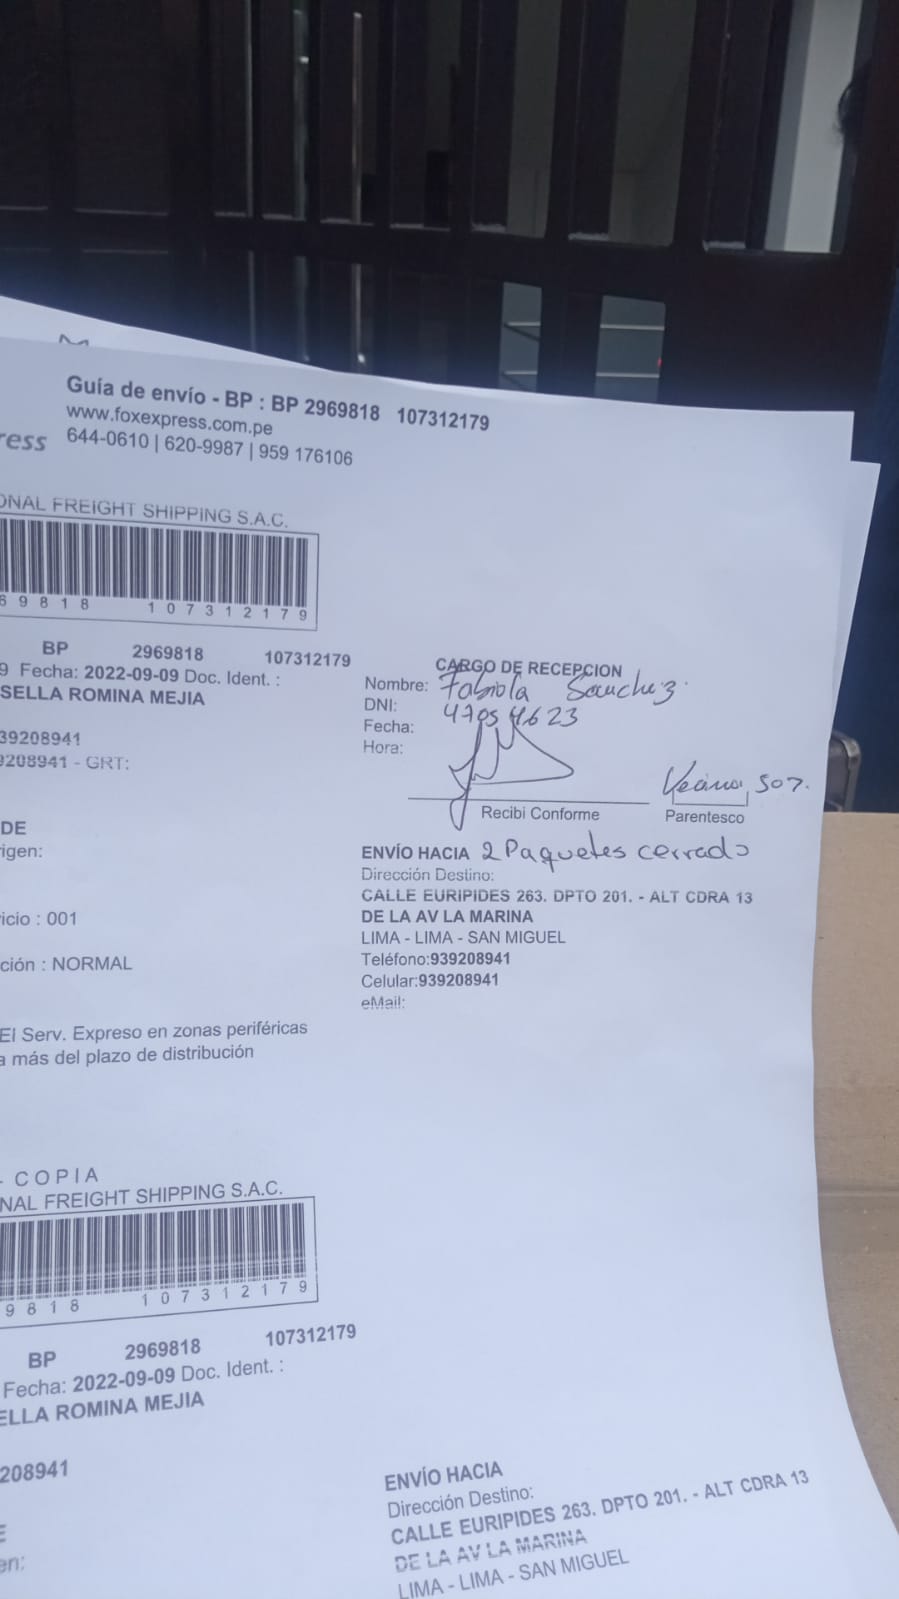 Guía de envío - BP : BP 2969818 107312179
www.foxexpress.com.pe
ress 644-0610 | 620-9987 | 959 176106
ONAL FREIGHT SHIPPING S.A.C.
69818 107312179
BP 2969818 107312179
9 Fecha: 2022-09-09 Doc. Ident. :
SELLA ROMINA MEJIA
39208941
9208941 - GRT:
CARGO DE RECEPCION
Nombre: Fabiola Sanchez.
DNI: 47054623
Fecha:
Hora:
Recibi Conforme
Vecina, 507.
Parentesco
DE
igen:
icio : 001
ción : NORMAL
ENVÍO HACIA 2 Paquetes cerrado
Dirección Destino:
CALLE EURIPIDES 263. DPTO 201. - ALT CDRA 13
DE LA AV LA MARINA
LIMA - LIMA - SAN MIGUEL
Teléfono:939208941
Celular:939208941
eMail:
El Serv. Expreso en zonas periféricas
a más del plazo de distribución
- COPIA
NAL FREIGHT SHIPPING S.A.C.
9818 107312179
BP 2969818 107312179
Fecha: 2022-09-09 Doc. Ident. :
ELLA ROMINA MEJIA
208941
E
en:
ENVÍO HACIA
Dirección Destino:
CALLE EURIPIDES 263. DPTO 201. - ALT CDRA 13
DE LA AV LA MARINA
LIMA - LIMA - SAN MIGUEL